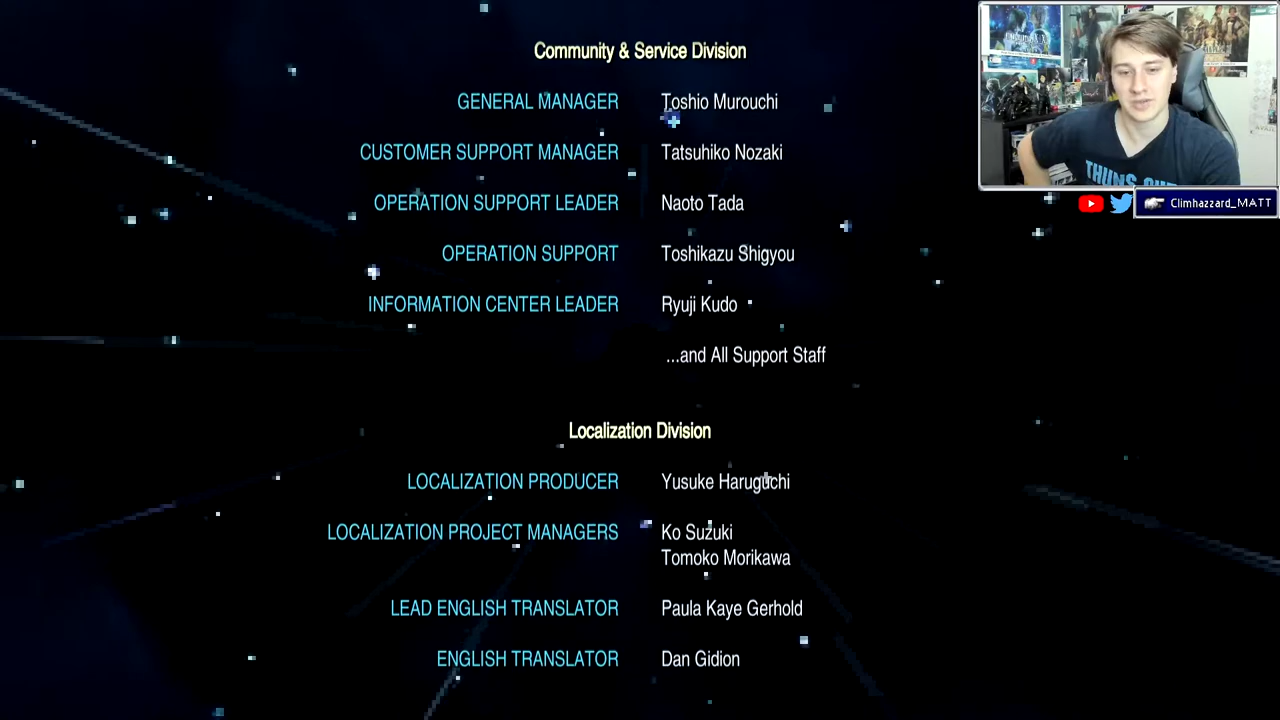 Community & Service Division
GENERAL MANAGER Toshio Murouchi
CUSTOMER SUPPORT MANAGER Tatsuhiko Nozaki
OPERATION SUPPORT LEADER Naoto Tada
OPERATION SUPPORT Toshikazu Shigyou
INFORMATION CENTER LEADER Ryuji Kudo
...and All Support Staff
Localization Division
LOCALIZATION PRODUCER Yusuke Haruguchi
LOCALIZATION PROJECT MANAGERS Ko Suzuki
Tomoko Morikawa
LEAD ENGLISH TRANSLATOR Paula Kaye Gerhold
ENGLISH TRANSLATOR Dan Gidion
Climhazzard_MATT